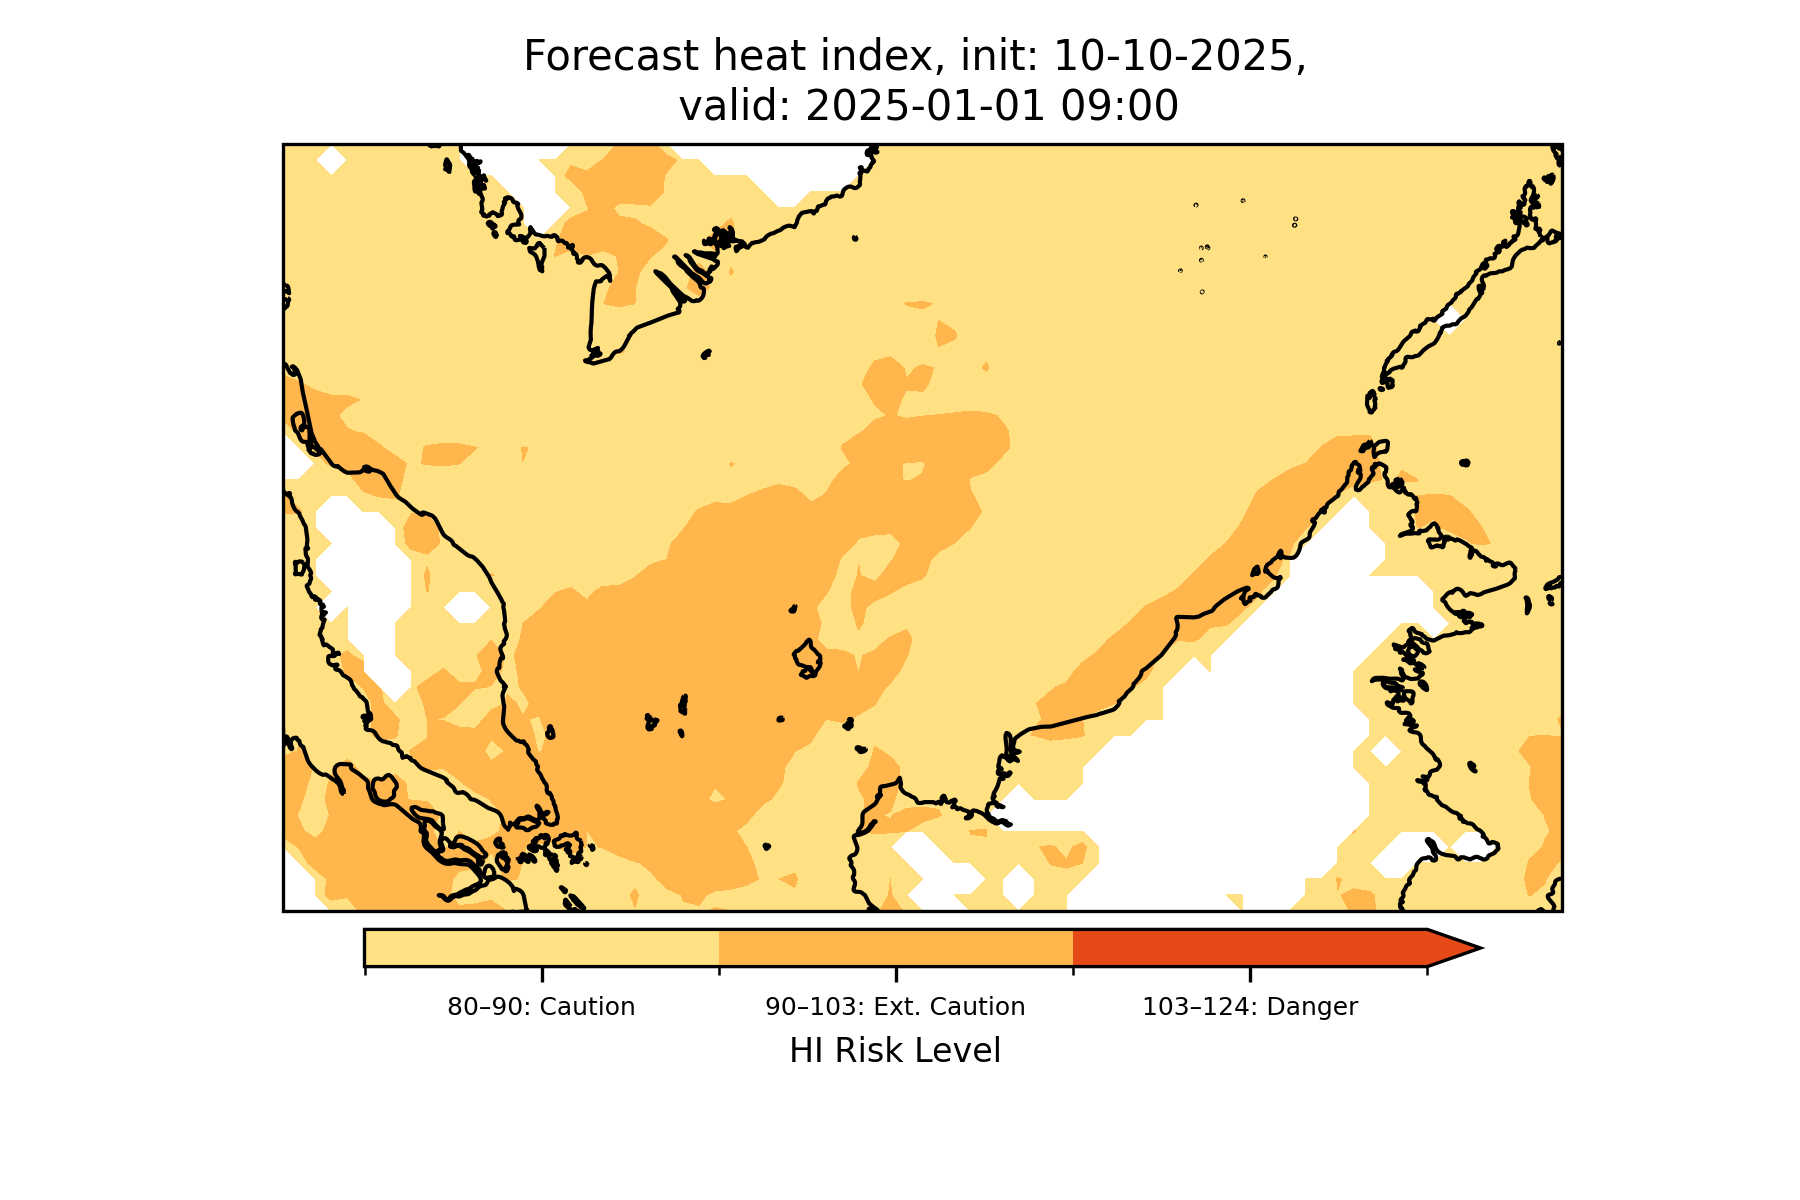 Forecast heat index, init: 10-10-2025,
valid: 2025-01-01 09:00
80–90: Caution
90–103: Ext. Caution
103–124: Danger
HI Risk Level